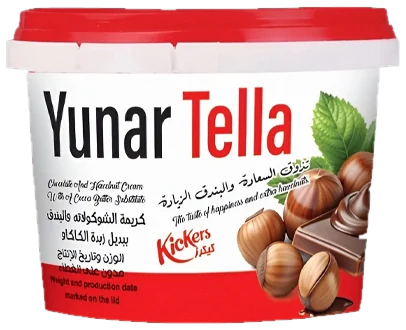 Yunar Tella
تذوق السعادة والبندق الزيادة
The Taste of happiness and extra hazelnuts
Chocolate And Hazelnut Cream
With of Cocoa Butter Substitute
كريمة الشوكولاته والبندق
ببديل زبدة الكاكاو
الوزن وتاريخ الإنتاج
مدون على الغطاء
Weight and production date
marked on the lid
Kickers
كيكرز